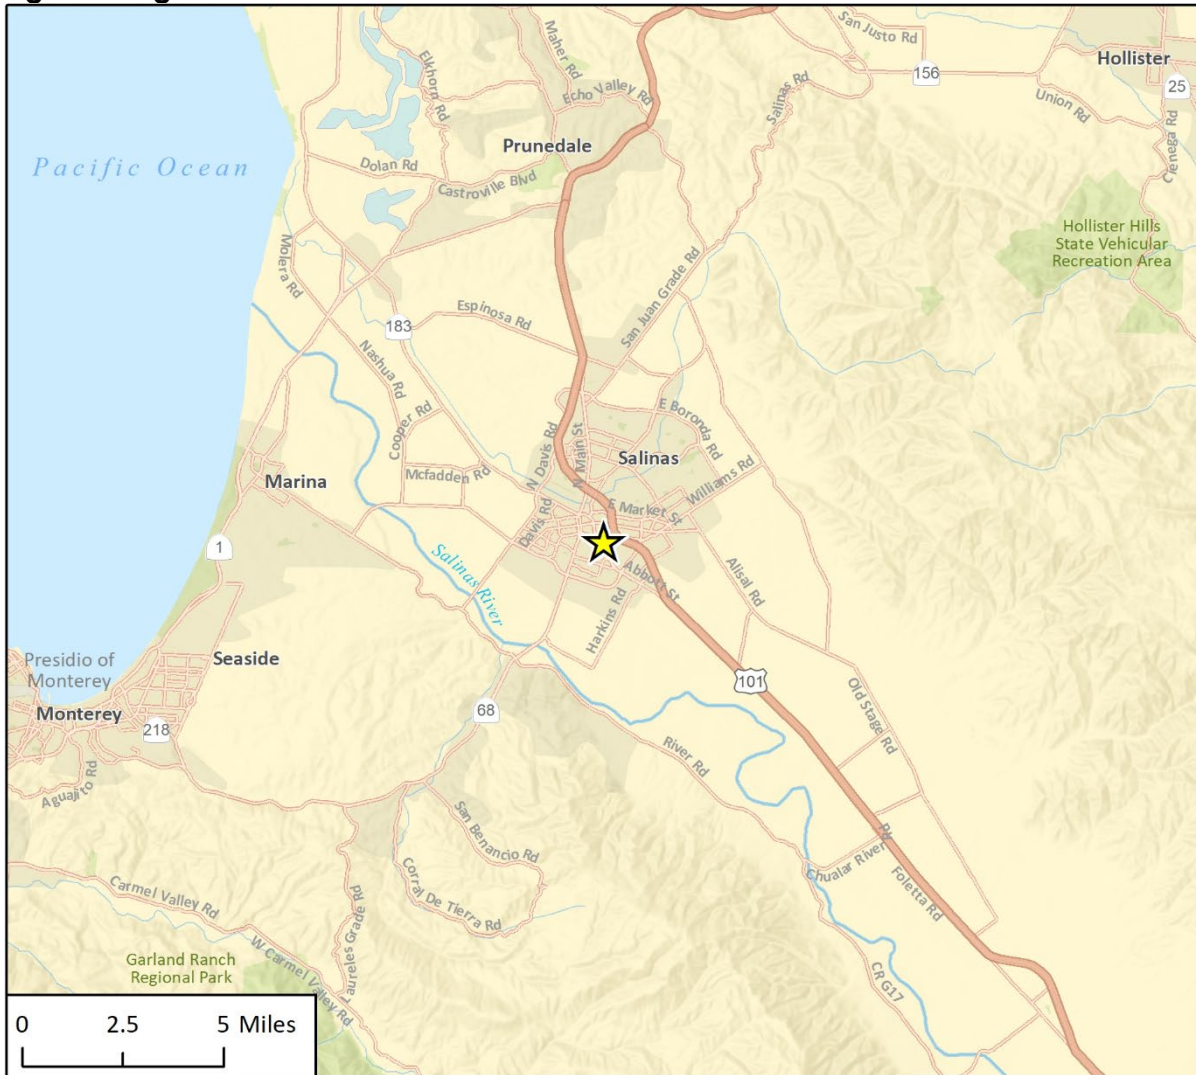 San Justo Rd
Maher Rd
Elkhorn Rd
Hollister
156
25
Salinas Rd
Echo Valley Rd
Union Rd
Cienega Rd
Prunedale
Pacific Ocean
Dolan Rd
Castroville Blvd
Hollister Hills
State Vehicular
Recreation Area
Molera Rd
San Juan Grade Rd
Espinosa Rd
183
Nashua Rd
Cooper Rd
E Boronda Rd
N Davis Rd
N Main St
Salinas
Williams Rd
Mcfadden Rd
Marina
E Market St
Davis Rd
1
Salinas River
Abbott St
Alisal Rd
Harkins Rd
Presidio of
Monterey
Seaside
101
Old Stage Rd
Monterey
218
68
River Rd
Aguajito Rd
San Benancio Rd
Chualar River Rd
Corral De Tierra Rd
Foletta Rd
Carmel Valley Rd
Laureles Grade Rd
W Carmel Valley Rd
Garland Ranch
Regional Park
CR G17
0 2.5 5 Miles